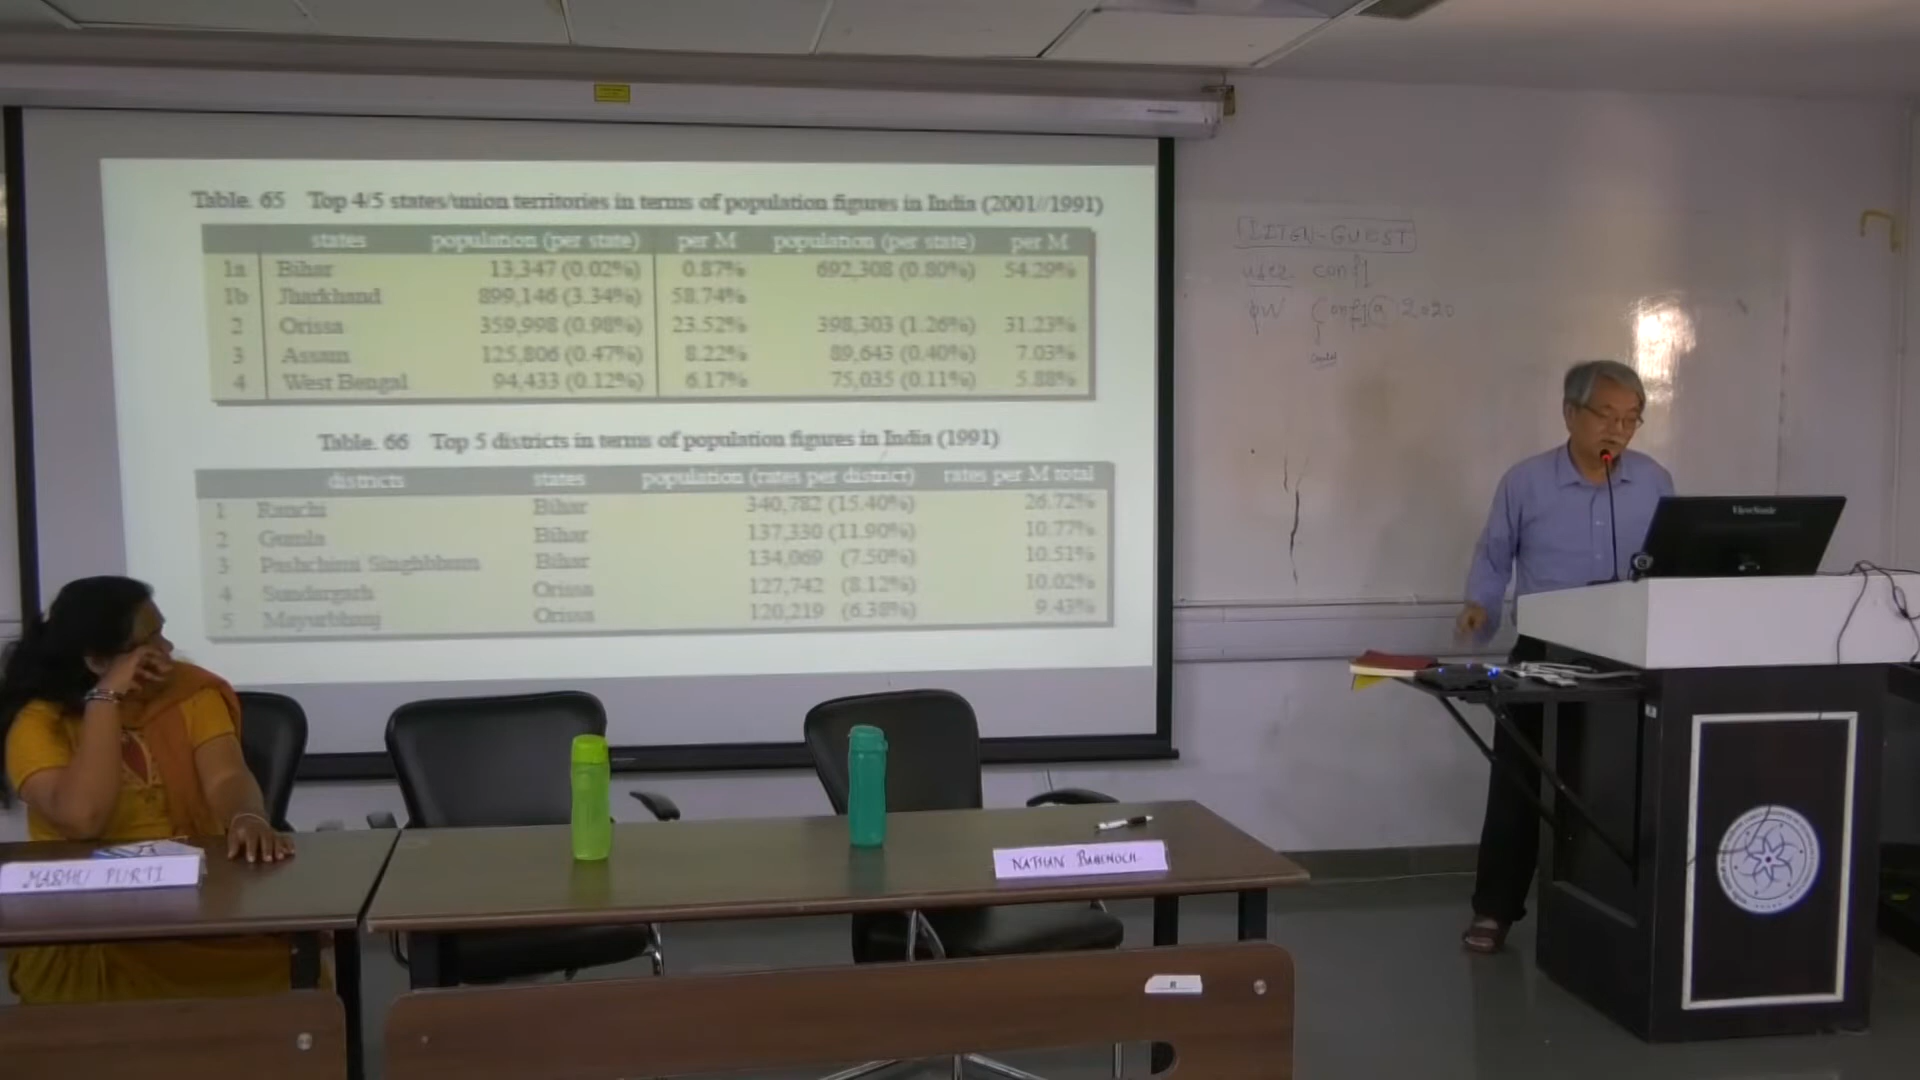 Table. 65 Top 4/5 states/union territories in terms of population figures in India (2001//1991)
states population (per state) per M population (per state) per M
1a Bihar 13,347 (0.02%) 0.87% 692,308 (0.80%) 54.29%
1b Jharkhand 899,146 (3.34%) 58.74%
2 Orissa 359,998 (0.98%) 23.52% 398,303 (1.26%) 31.23%
3 Assam 125,806 (0.47%) 8.22% 89,643 (0.40%) 7.03%
4 West Bengal 94,433 (0.12%) 6.17% 75,035 (0.11%) 5.88%
Table. 66 Top 5 districts in terms of population figures in India (1991)
districts states population (rates per district) rates per M total
1 Ranchi Bihar 340,782 (15.40%) 26.72%
2 Gumla Bihar 137,330 (11.90%) 10.77%
3 Pashchimi Singhbhum Bihar 134,069 (7.50%) 10.51%
4 Sundargarh Orissa 127,742 (8.12%) 10.02%
5 Mayurbhanj Orissa 120,219 (6.38%) 9.43%
IITGN-GUEST
user conf1
pw Conf1@2020
ViewSonic
MADHU PURTI
NATHAN BADENOCH